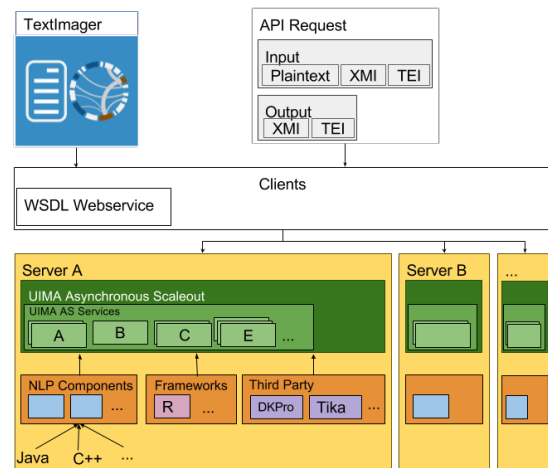 TextImager
API Request
Input
Plaintext XMI TEI
Output
XMI TEI
Clients
WSDL Webservice
Server A
Server B
...
UIMA Asynchronous Scaleout
UIMA AS Services
A B C E ...
NLP Components
...
Frameworks
R ...
Third Party
DKPro Tika ...
Java C++ ...